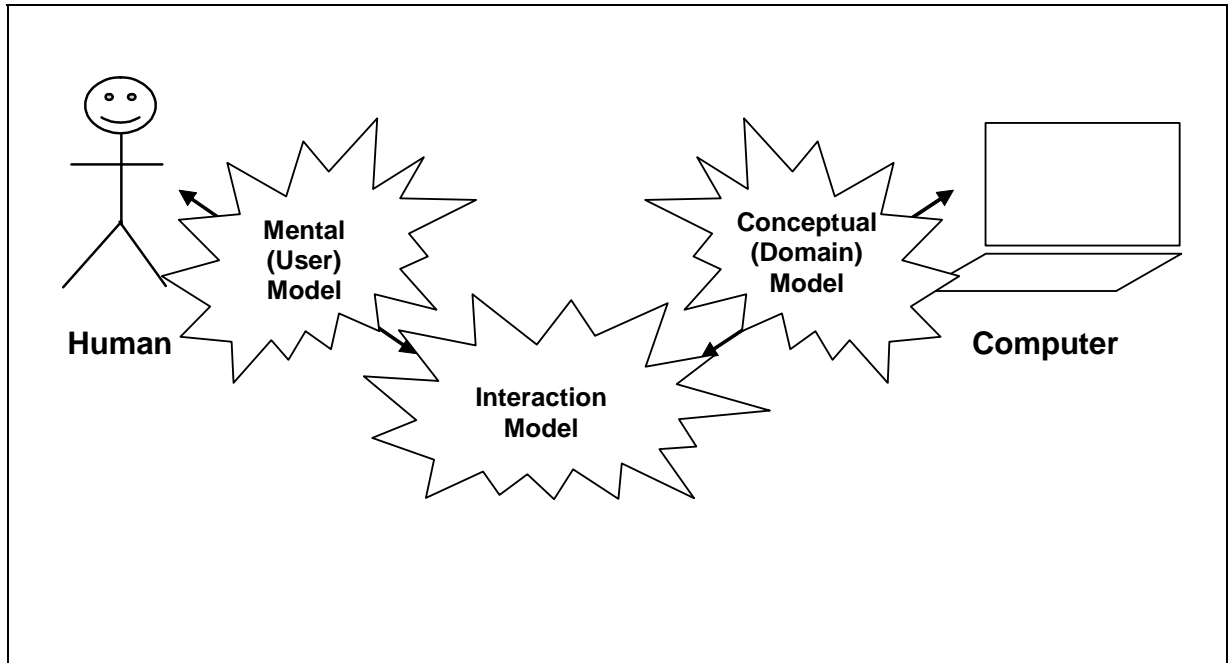 Mental
(User)
Model
Conceptual
(Domain)
Model
Human
Computer
Interaction
Model